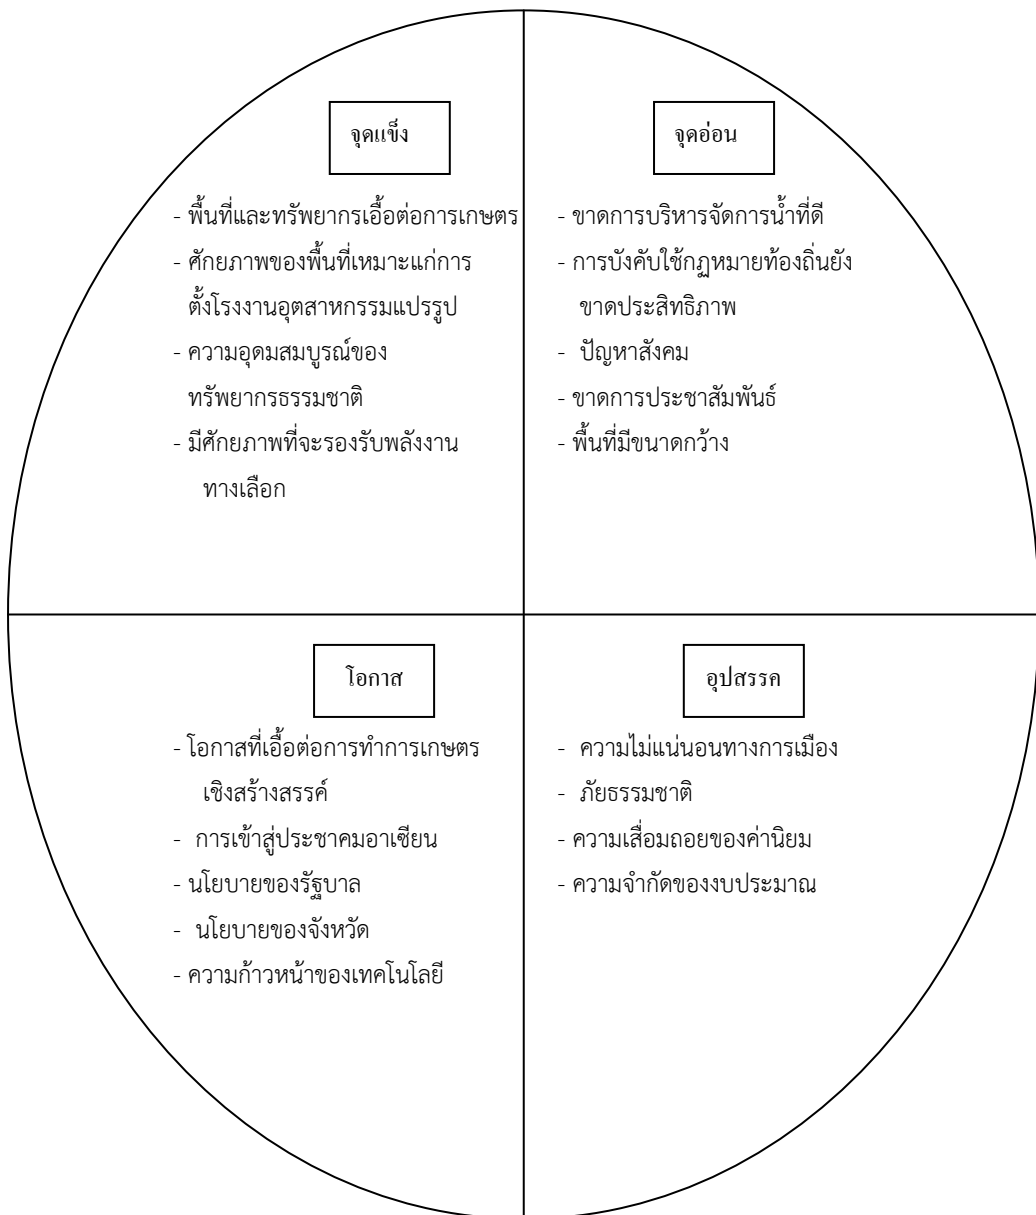 จุดแข็ง
- พื้นที่และทรัพยากรเอื้อต่อการเกษตร
- ศักยภาพของพื้นที่เหมาะแก่การ
ตั้งโรงงานอุตสาหกรรมแปรรูป
- ความอุดมสมบูรณ์ของ
ทรัพยากรธรรมชาติ
- มีศักยภาพที่จะรองรับพลังงาน
ทางเลือก
จุดอ่อน
- ขาดการบริหารจัดการน้ำที่ดี
- การบังคับใช้กฎหมายท้องถิ่นยัง
ขาดประสิทธิภาพ
- ปัญหาสังคม
- ขาดการประชาสัมพันธ์
- พื้นที่มีขนาดกว้าง
โอกาส
- โอกาสที่เอื้อต่อการทำการเกษตร
เชิงสร้างสรรค์
- การเข้าสู่ประชาคมอาเซียน
- นโยบายของรัฐบาล
- นโยบายของจังหวัด
- ความก้าวหน้าของเทคโนโลยี
อุปสรรค
- ความไม่แน่นอนทางการเมือง
- ภัยธรรมชาติ
- ความเสื่อมถอยของค่านิยม
- ความจำกัดของงบประมาณ